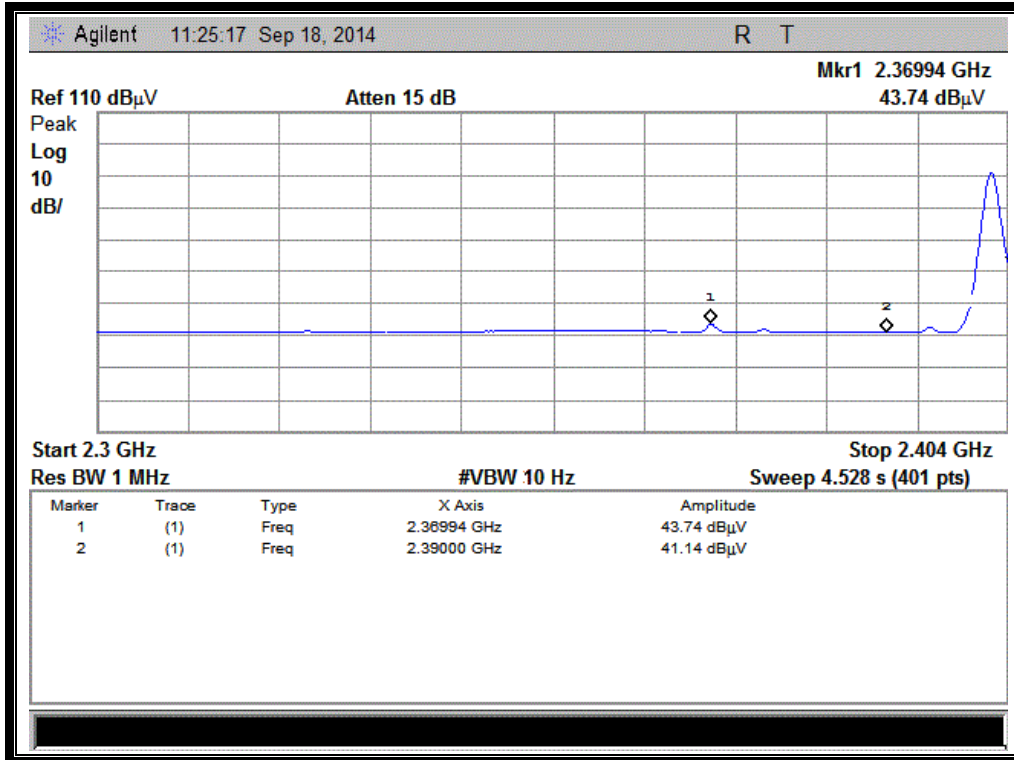 Agilent 11:25:17 Sep 18, 2014 R T
Mkr1 2.36994 GHz
Ref 110 dBµV Atten 15 dB 43.74 dBµV
Peak
Log
10
dB/
1
2
Start 2.3 GHz Stop 2.404 GHz
Res BW 1 MHz #VBW 10 Hz Sweep 4.528 s (401 pts)
Marker Trace Type X Axis Amplitude
1 (1) Freq 2.36994 GHz 43.74 dBµV
2 (1) Freq 2.39000 GHz 41.14 dBµV